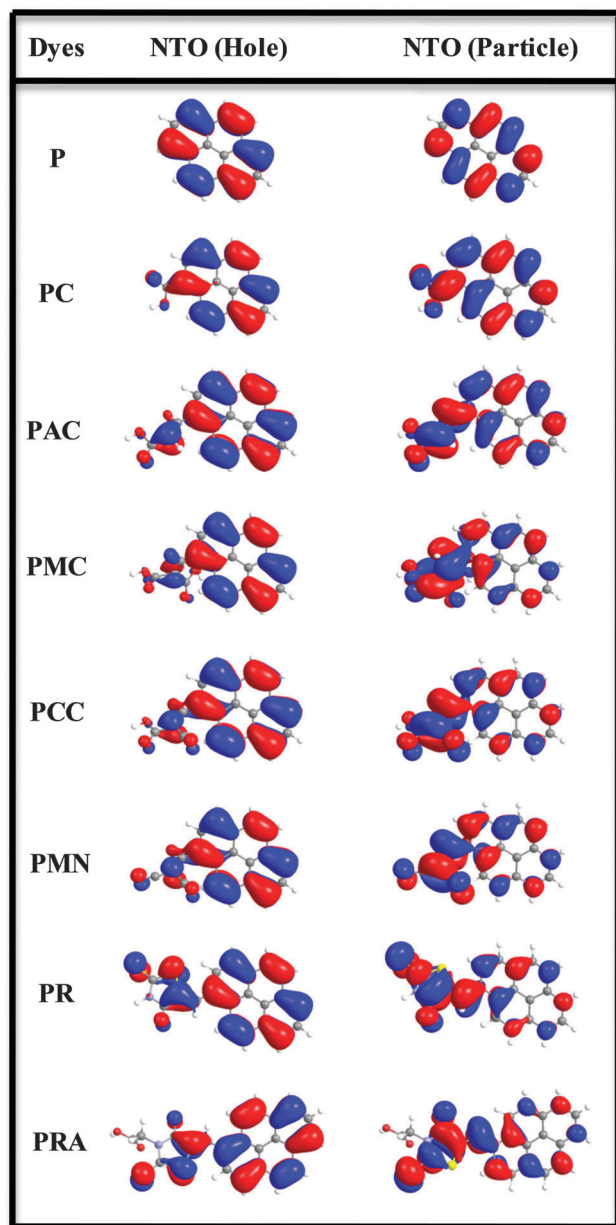 Dyes NTO (Hole) NTO (Particle)
P
PC
PAC
PMC
PCC
PMN
PR
PRA